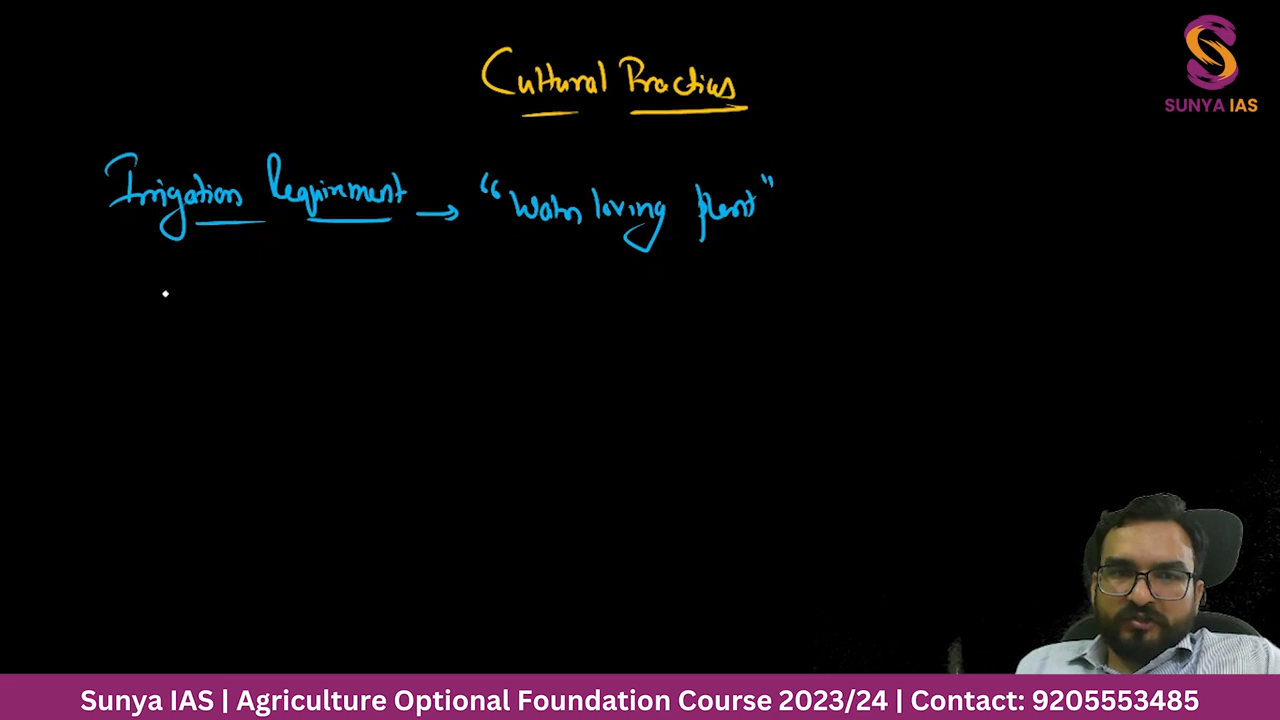 Cultural Practices
SUNYA IAS
Irrigation Requirement → "Water loving plant"
Sunya IAS | Agriculture Optional Foundation Course 2023/24 | Contact: 9205553485